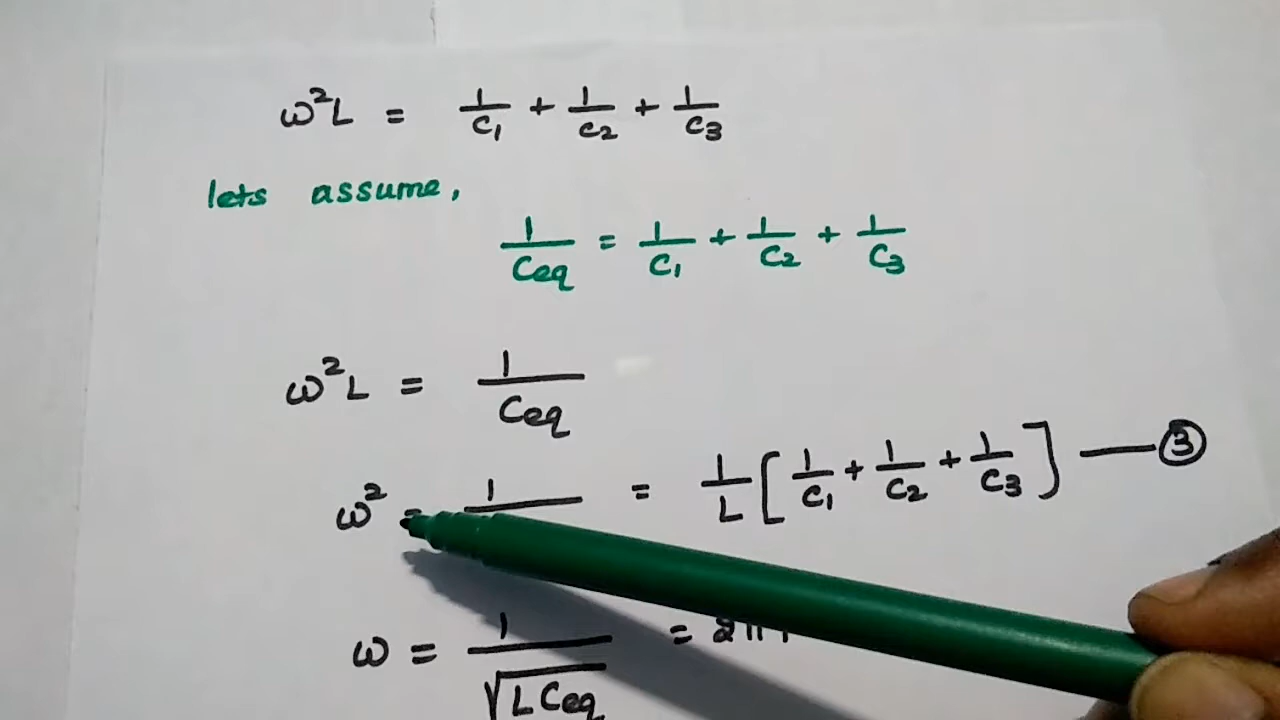 ω²L = 1/C₁ + 1/C₂ + 1/C₃
lets assume,
1/Ceq = 1/C₁ + 1/C₂ + 1/C₃
ω²L = 1/Ceq
ω² = 1/ = 1/L [1/C₁ + 1/C₂ + 1/C₃] — ③
ω = 1/√LCeq = 2π